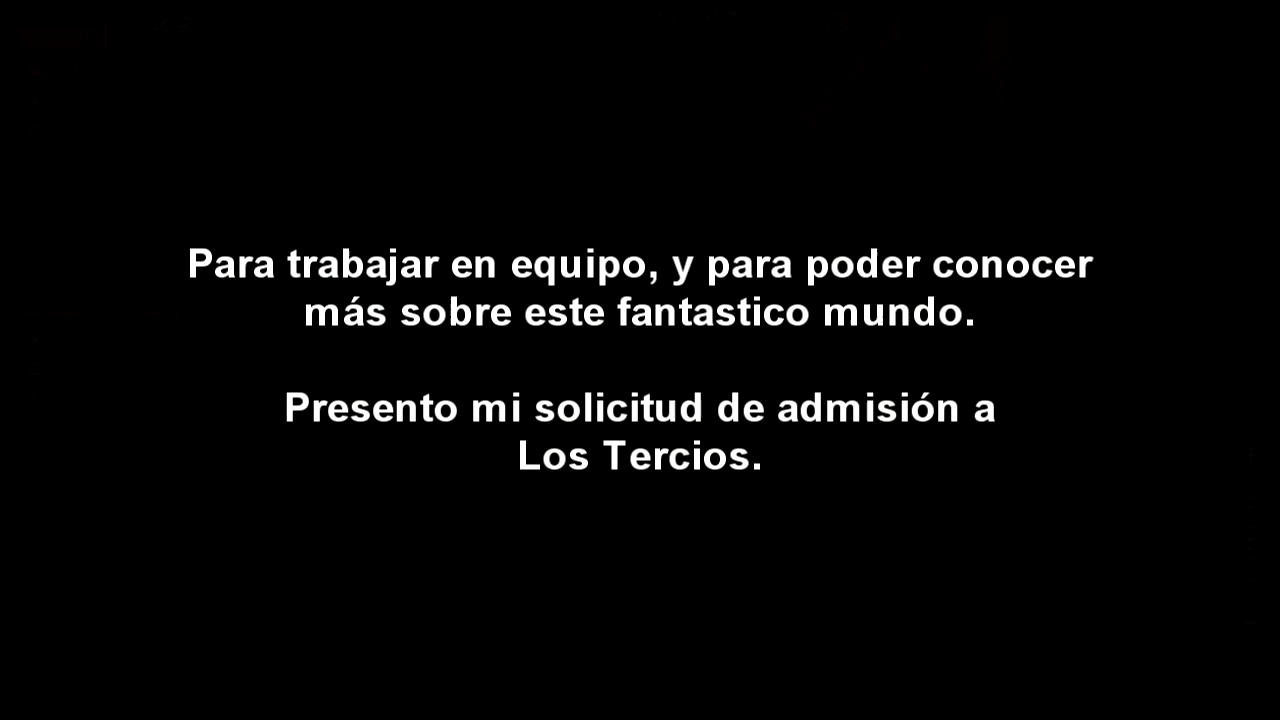 Para trabajar en equipo, y para poder conocer
más sobre este fantastico mundo.
Presento mi solicitud de admisión a
Los Tercios.